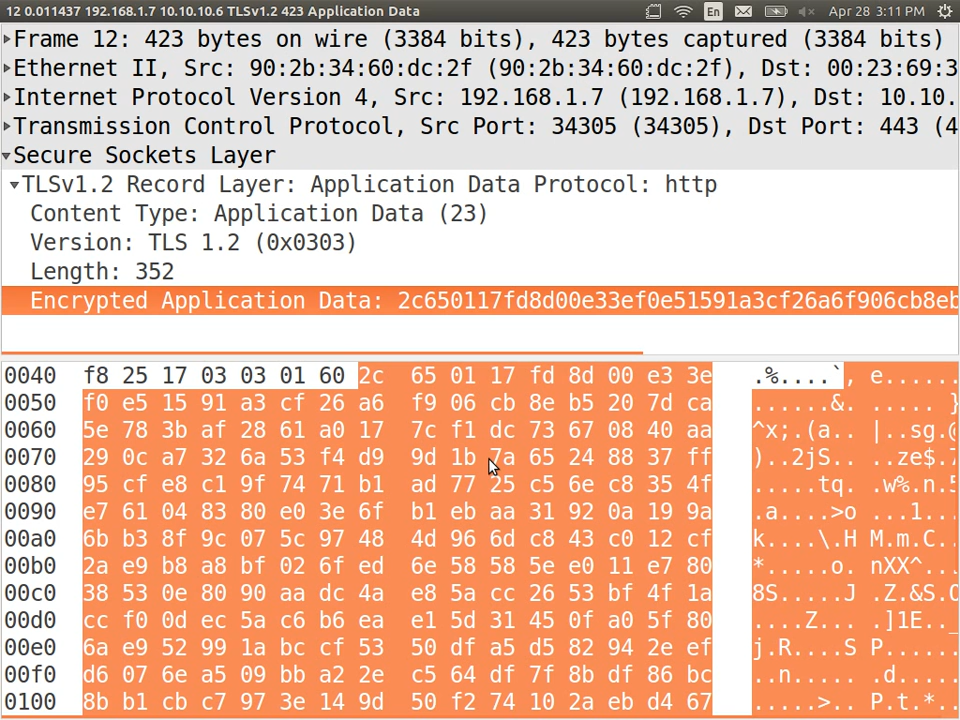 12 0.011437 192.168.1.7 10.10.10.6 TLSv1.2 423 Application Data En Apr 28 3:11 PM
Frame 12: 423 bytes on wire (3384 bits), 423 bytes captured (3384 bits)
Ethernet II, Src: 90:2b:34:60:dc:2f (90:2b:34:60:dc:2f), Dst: 00:23:69:3
Internet Protocol Version 4, Src: 192.168.1.7 (192.168.1.7), Dst: 10.10.
Transmission Control Protocol, Src Port: 34305 (34305), Dst Port: 443 (4
Secure Sockets Layer
TLSv1.2 Record Layer: Application Data Protocol: http
Content Type: Application Data (23)
Version: TLS 1.2 (0x0303)
Length: 352
Encrypted Application Data: 2c650117fd8d00e33ef0e51591a3cf26a6f906cb8eb
0040 f8 25 17 03 03 01 60 2c 65 01 17 fd 8d 00 e3 3e .%....`, e.......
0050 f0 e5 15 91 a3 cf 26 a6 f9 06 cb 8e b5 20 7d ca ......&. ..... }
0060 5e 78 3b af 28 61 a0 17 7c f1 dc 73 67 08 40 aa ^x;.(a.. |..sg.@
0070 29 0c a7 32 6a 53 f4 d9 9d 1b 7a 65 24 88 37 ff )..2jS.. ..ze$.7
0080 95 cf e8 c1 9f 74 71 b1 ad 77 25 c5 6e c8 35 4f .....tq. .w%.n.5
0090 e7 61 04 83 80 e0 3e 6f b1 eb aa 31 92 0a 19 9a .a....>o ...1...
00a0 6b b3 8f 9c 07 5c 97 48 4d 96 6d c8 43 c0 12 cf k....\.H M.m.C..
00b0 2a e9 b8 a8 bf 02 6f ed 6e 58 58 5e e0 11 e7 80 *.....o. nXX^...
00c0 38 53 0e 80 90 aa dc 4a e8 5a cc 26 53 bf 4f 1a 8S.....J .Z.&S.O
00d0 cc f0 0d ec 5a c6 b6 ea e1 5d 31 45 0f a0 5f 80 ....Z... .]1E.._
00e0 6a e9 52 99 1a bc cf 53 50 df a5 d5 82 94 2e ef j.R....S P......
00f0 d6 07 6e a5 09 bb a2 2e c5 64 df 7f 8b df 86 bc ..n..... .d.....
0100 8b b1 cb c7 97 3e 14 9d 50 f2 74 10 2a eb d4 67 .....>.. P.t.*..